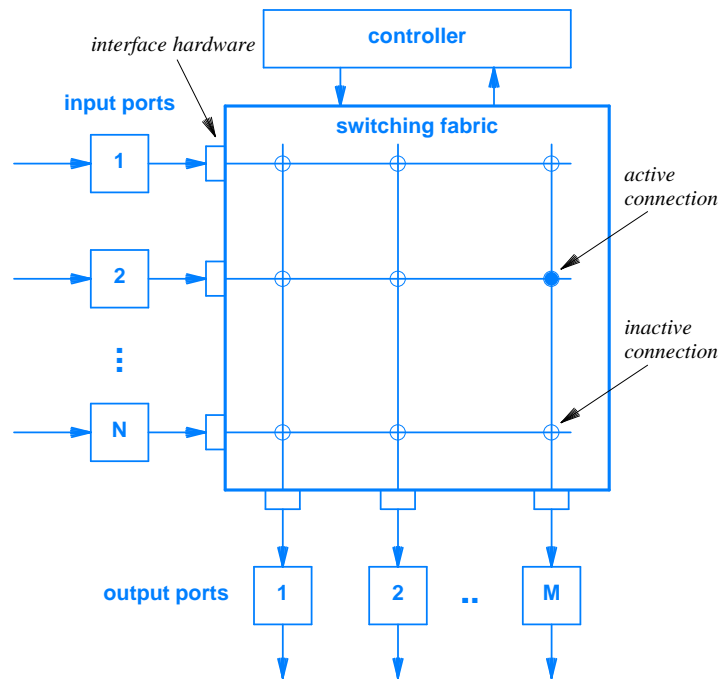 controller
interface hardware
input ports
switching fabric
1
active
connection
2
⋮
inactive
connection
N
output ports
1
2
..
M